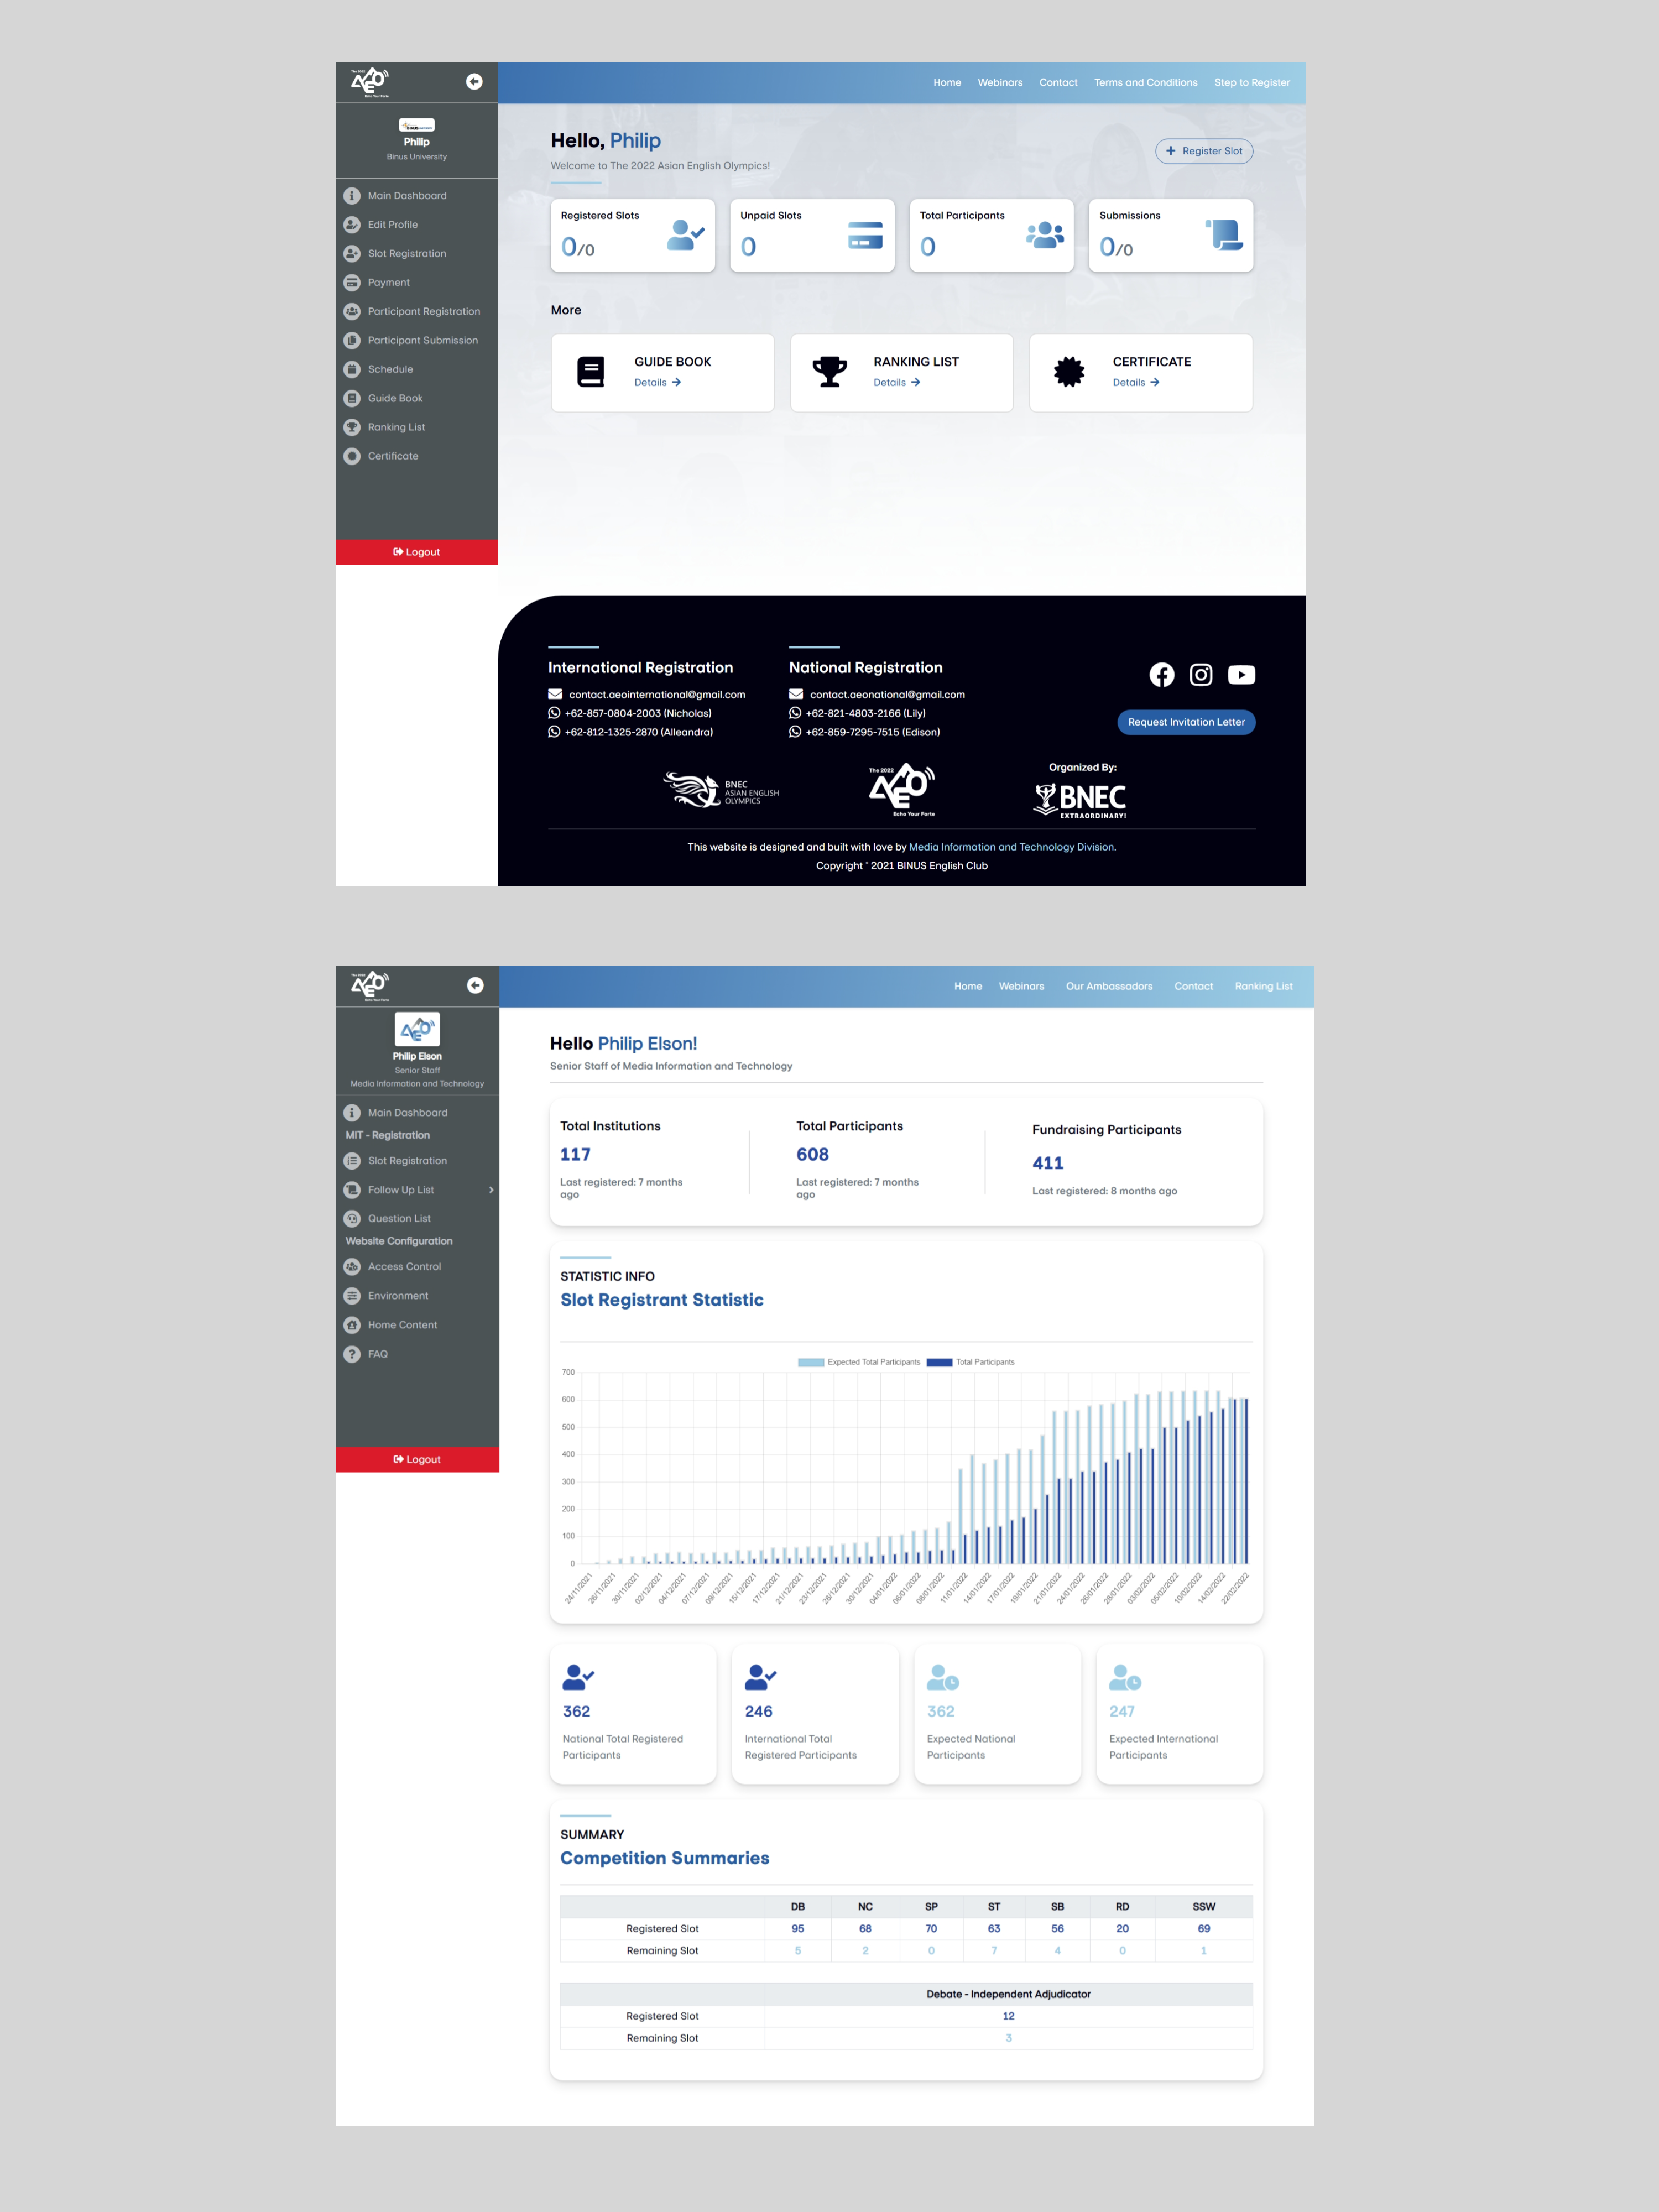 The 2022
AEO
Echo Your Forte
Home Webinars Contact Terms and Conditions Step to Register
BINUS UNIVERSITY
Philip
Binus University
Main Dashboard
Edit Profile
Slot Registration
Payment
Participant Registration
Participant Submission
Schedule
Guide Book
Ranking List
Certificate
Logout
Hello, Philip
Welcome to The 2022 Asian English Olympics!
Register Slot
Registered Slots
0/0
Unpaid Slots
0
Total Participants
0
Submissions
0/0
More
GUIDE BOOK
Details
RANKING LIST
Details
CERTIFICATE
Details
International Registration
contact.aeointernational@gmail.com
+62-857-0804-2003 (Nicholas)
+62-812-1325-2870 (Alleandra)
National Registration
contact.aeonational@gmail.com
+62-821-4803-2166 (Lily)
+62-859-7295-7515 (Edison)
Request Invitation Letter
BNEC
ASIAN ENGLISH
OLYMPICS
The 2022
AEO
Echo Your Forte
Organized By:
BNEC
EXTRAORDINARY!
This website is designed and built with love by Media Information and Technology Division.
Copyright ° 2021 BINUS English Club
The 2022
AEO
Echo Your Forte
Home Webinars Our Ambassadors Contact Ranking List
AEO
Philip Elson
Senior Staff
Media Information and Technology
Main Dashboard
MIT - Registration
Slot Registration
Follow Up List
Question List
Website Configuration
Access Control
Environment
Home Content
FAQ
Logout
Hello Philip Elson!
Senior Staff of Media Information and Technology
Total Institutions
117
Last registered: 7 months
ago
Total Participants
608
Last registered: 7 months
ago
Fundraising Participants
411
Last registered: 8 months ago
STATISTIC INFO
Slot Registrant Statistic
Expected Total Participants Total Participants
700
600
500
400
300
200
100
0
24/11/2021 26/11/2021 30/11/2021 02/12/2021 04/12/2021 07/12/2021 09/12/2021 15/12/2021 17/12/2021 21/12/2021 23/12/2021 28/12/2021 30/12/2021 04/01/2022 06/01/2022 08/01/2022 11/01/2022 14/01/2022 17/01/2022 19/01/2022 21/01/2022 24/01/2022 26/01/2022 28/01/2022 03/02/2022 05/02/2022 10/02/2022 14/02/2022 22/02/2022
362
National Total Registered
Participants
246
International Total
Registered Participants
362
Expected National
Participants
247
Expected International
Participants
SUMMARY
Competition Summaries
DB NC SP ST SB RD SSW
Registered Slot 95 68 70 63 56 20 69
Remaining Slot 5 2 0 7 4 0 1
Debate - Independent Adjudicator
Registered Slot 12
Remaining Slot 3